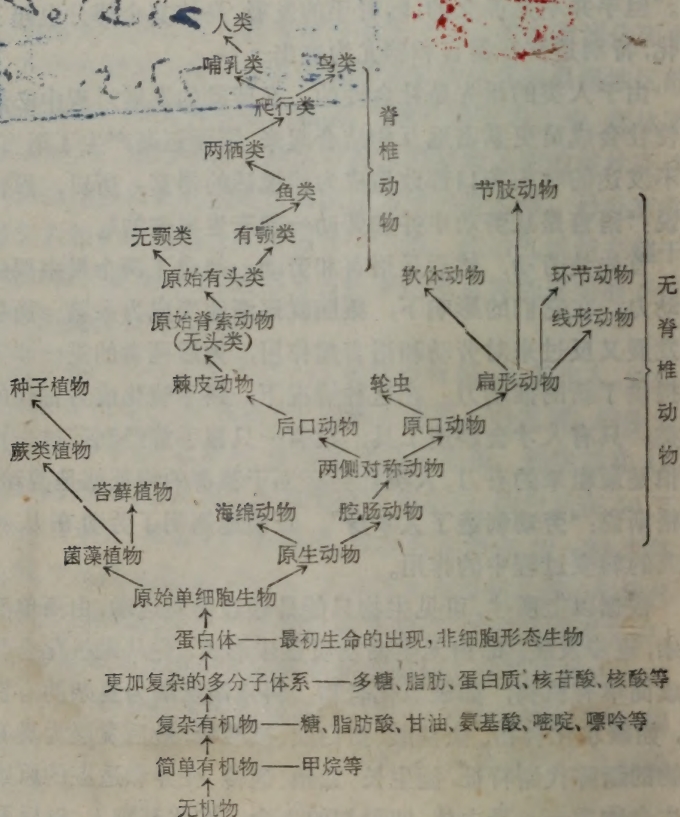 人类
哺乳类 鸟类
爬行类
两栖类
鱼类
无颚类 有颚类
原始有头类
原始脊索动物
(无头类)
棘皮动物
脊椎动物
节肢动物
软体动物 环节动物
线形动物
轮虫 扁形动物
后口动物 原口动物
两侧对称动物
无脊椎动物
种子植物
蕨类植物
苔藓植物
海绵动物 腔肠动物
菌藻植物 原生动物
原始单细胞生物
蛋白体——最初生命的出现,非细胞形态生物
更加复杂的多分子体系——多糖、脂肪、蛋白质、核苷酸、核酸等
复杂有机物——糖、脂肪酸、甘油、氨基酸、嘧啶、嘌呤等
简单有机物——甲烷等
无机物